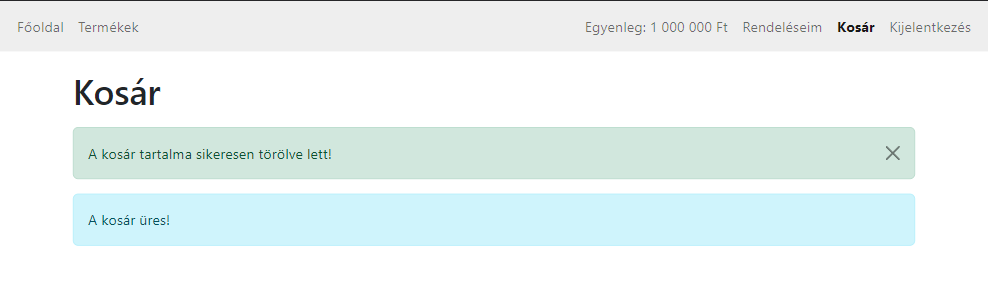 Főoldal Termékek Egyenleg: 1 000 000 Ft Rendeléseim Kosár Kijelentkezés
Kosár
A kosár tartalma sikeresen törölve lett!
A kosár üres!